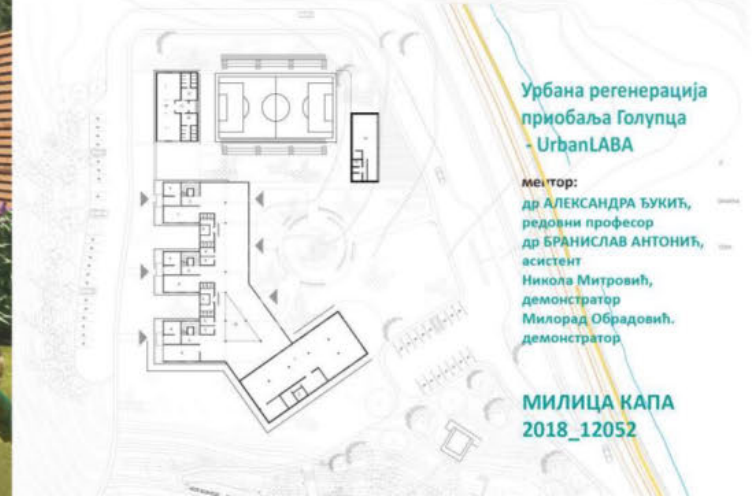 Урбана регенерација
приобаља Голупца
- UrbanLABA
ментор:
др АЛЕКСАНДРА ЂУКИЋ,
редовни професор
др БРАНИСЛАВ АНТОНИЋ,
асистент
Никола Митровић,
демонстратор
Милорад Обрадовић.
демонстратор
МИЛИЦА КАПА
2018_12052